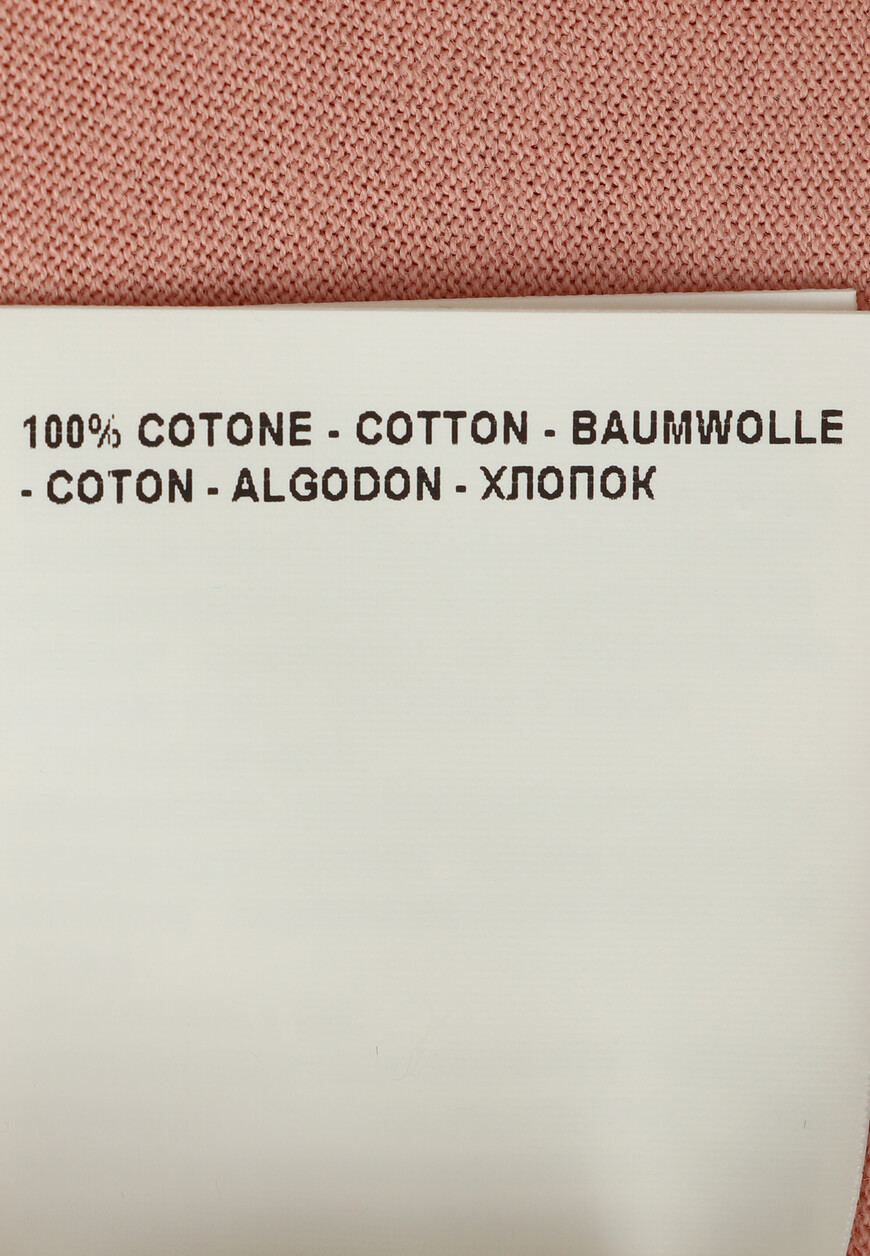 100% COTONE - COTTON - BAUMWOLLE
- COTON - ALGODON - ХЛОПОК